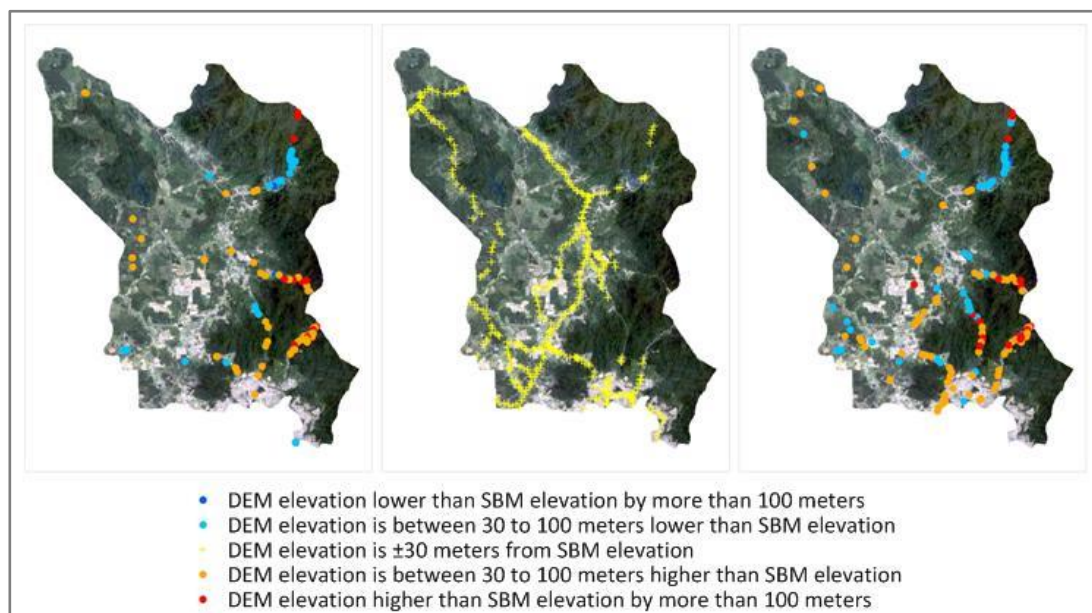 DEM elevation lower than SBM elevation by more than 100 meters
DEM elevation is between 30 to 100 meters lower than SBM elevation
DEM elevation is ±30 meters from SBM elevation
DEM elevation is between 30 to 100 meters higher than SBM elevation
DEM elevation higher than SBM elevation by more than 100 meters